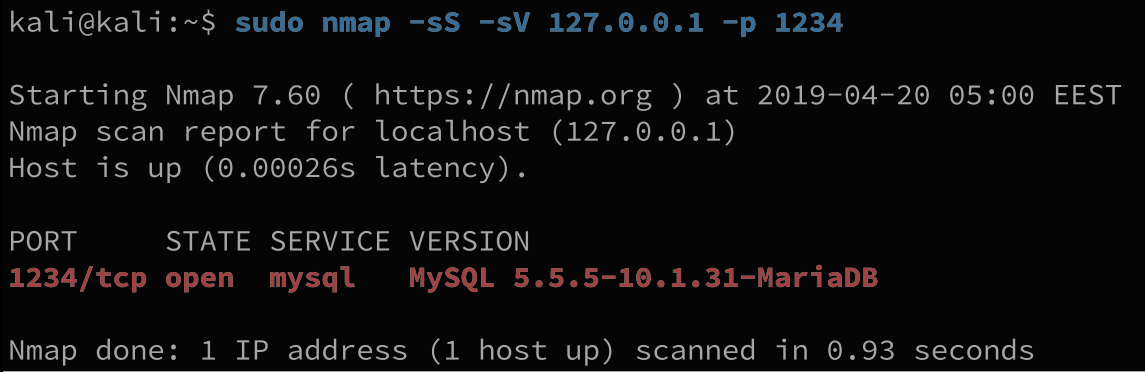 kali@kali:~$ sudo nmap -sS -sV 127.0.0.1 -p 1234
Starting Nmap 7.60 ( https://nmap.org ) at 2019-04-20 05:00 EEST
Nmap scan report for localhost (127.0.0.1)
Host is up (0.00026s latency).
PORT     STATE SERVICE VERSION
1234/tcp open  mysql   MySQL 5.5.5-10.1.31-MariaDB
Nmap done: 1 IP address (1 host up) scanned in 0.93 seconds